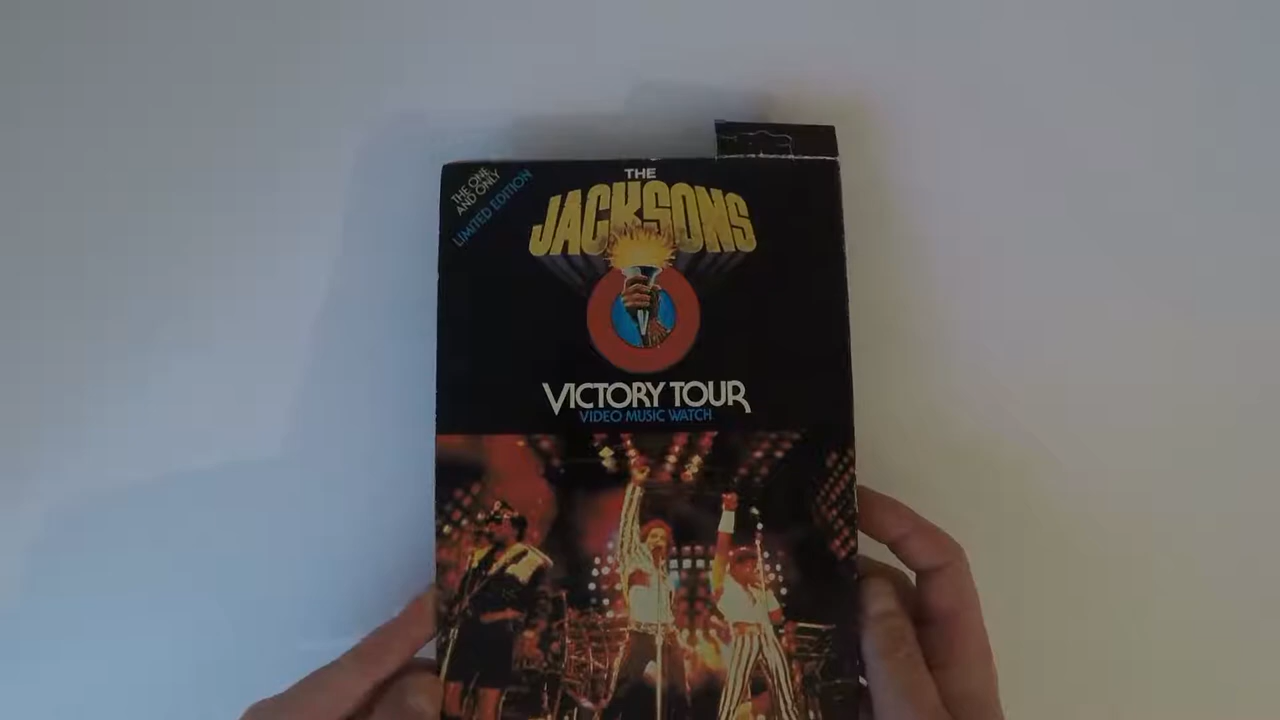 THE ONE
AND ONLY
LIMITED EDITION
THE
JACKSONS
VICTORY TOUR
VIDEO MUSIC WATCH